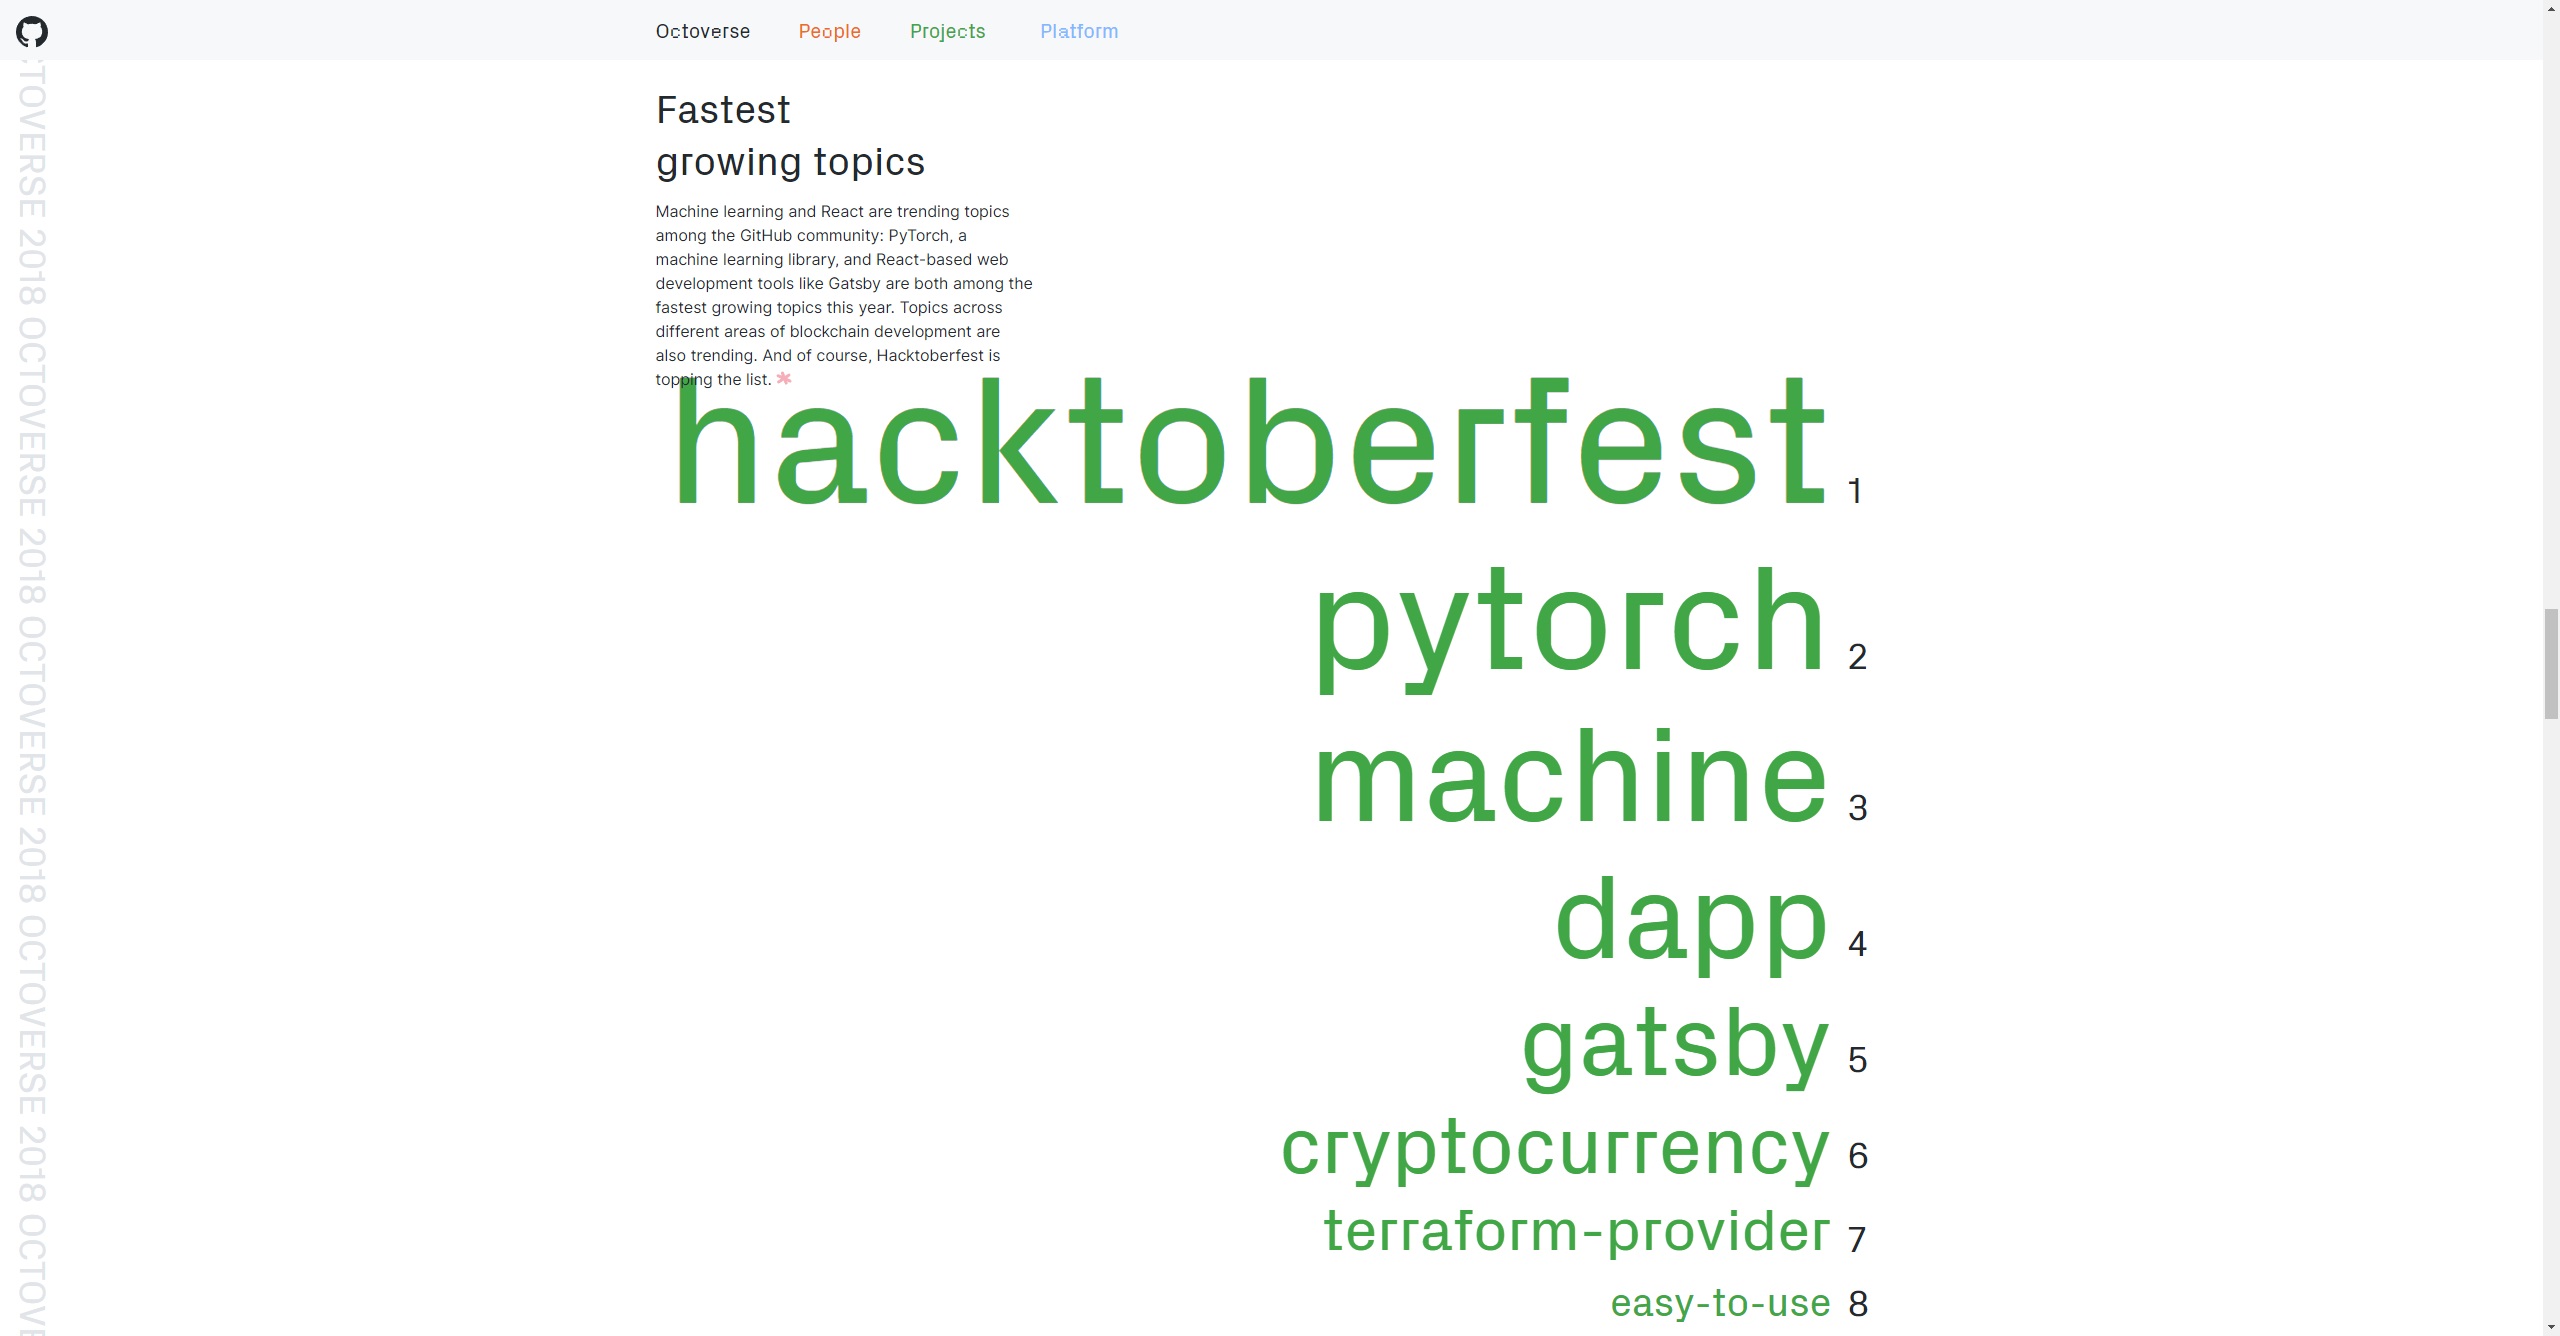 Octoverse People Projects Platform
Fastest
growing topics
Machine learning and React are trending topics
among the GitHub community: PyTorch, a
machine learning library, and React-based web
development tools like Gatsby are both among the
fastest growing topics this year. Topics across
different areas of blockchain development are
also trending. And of course, Hacktoberfest is
topping the list. *
hacktoberfest 1
pytorch 2
machine 3
dapp 4
gatsby 5
cryptocurrency 6
terraform-provider 7
easy-to-use 8
CTOVERSE 2018 OCTOVERSE 2018 OCTOVERSE 2018 OCTOVERSE 2018 OCTOV